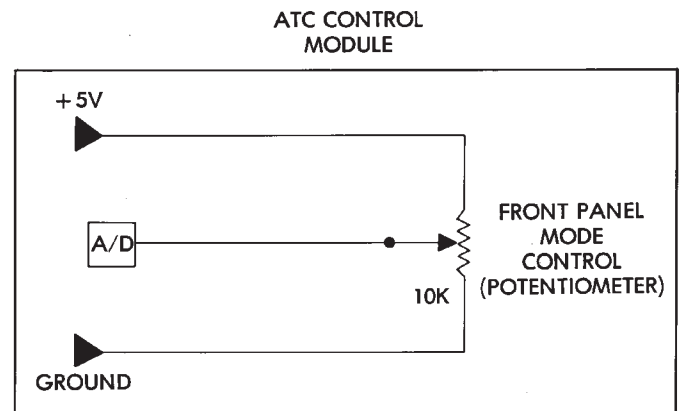 ATC CONTROL
MODULE
+5V
A/D
FRONT PANEL
MODE
CONTROL
(POTENTIOMETER)
10K
GROUND